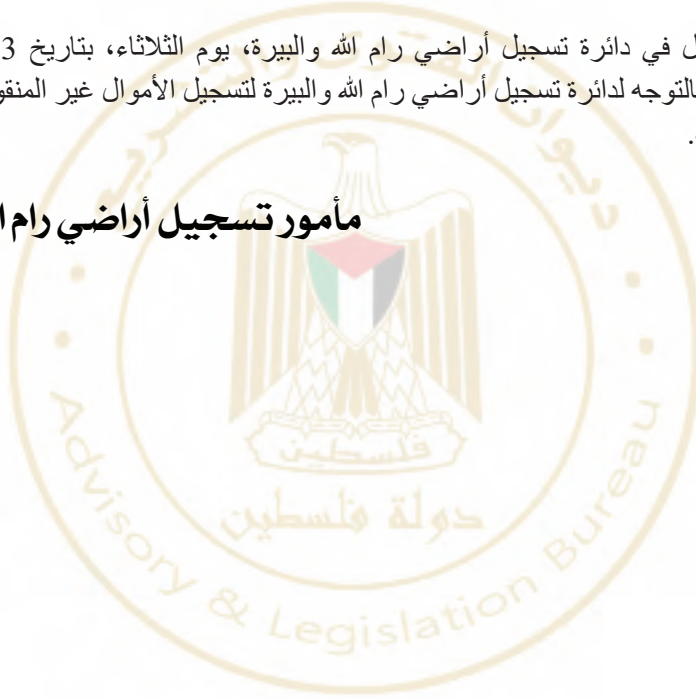 ل في دائرة تسجيل أراضي رام الله والبيرة، يوم الثلاثاء، بتاريخ 3
بالتوجه لدائرة تسجيل أراضي رام الله والبيرة لتسجيل الأموال غير المنقو
.
مأمور تسجيل أراضي رام ا
فلسطين
دولة فلسطين
Advisory & Legislation Bureau